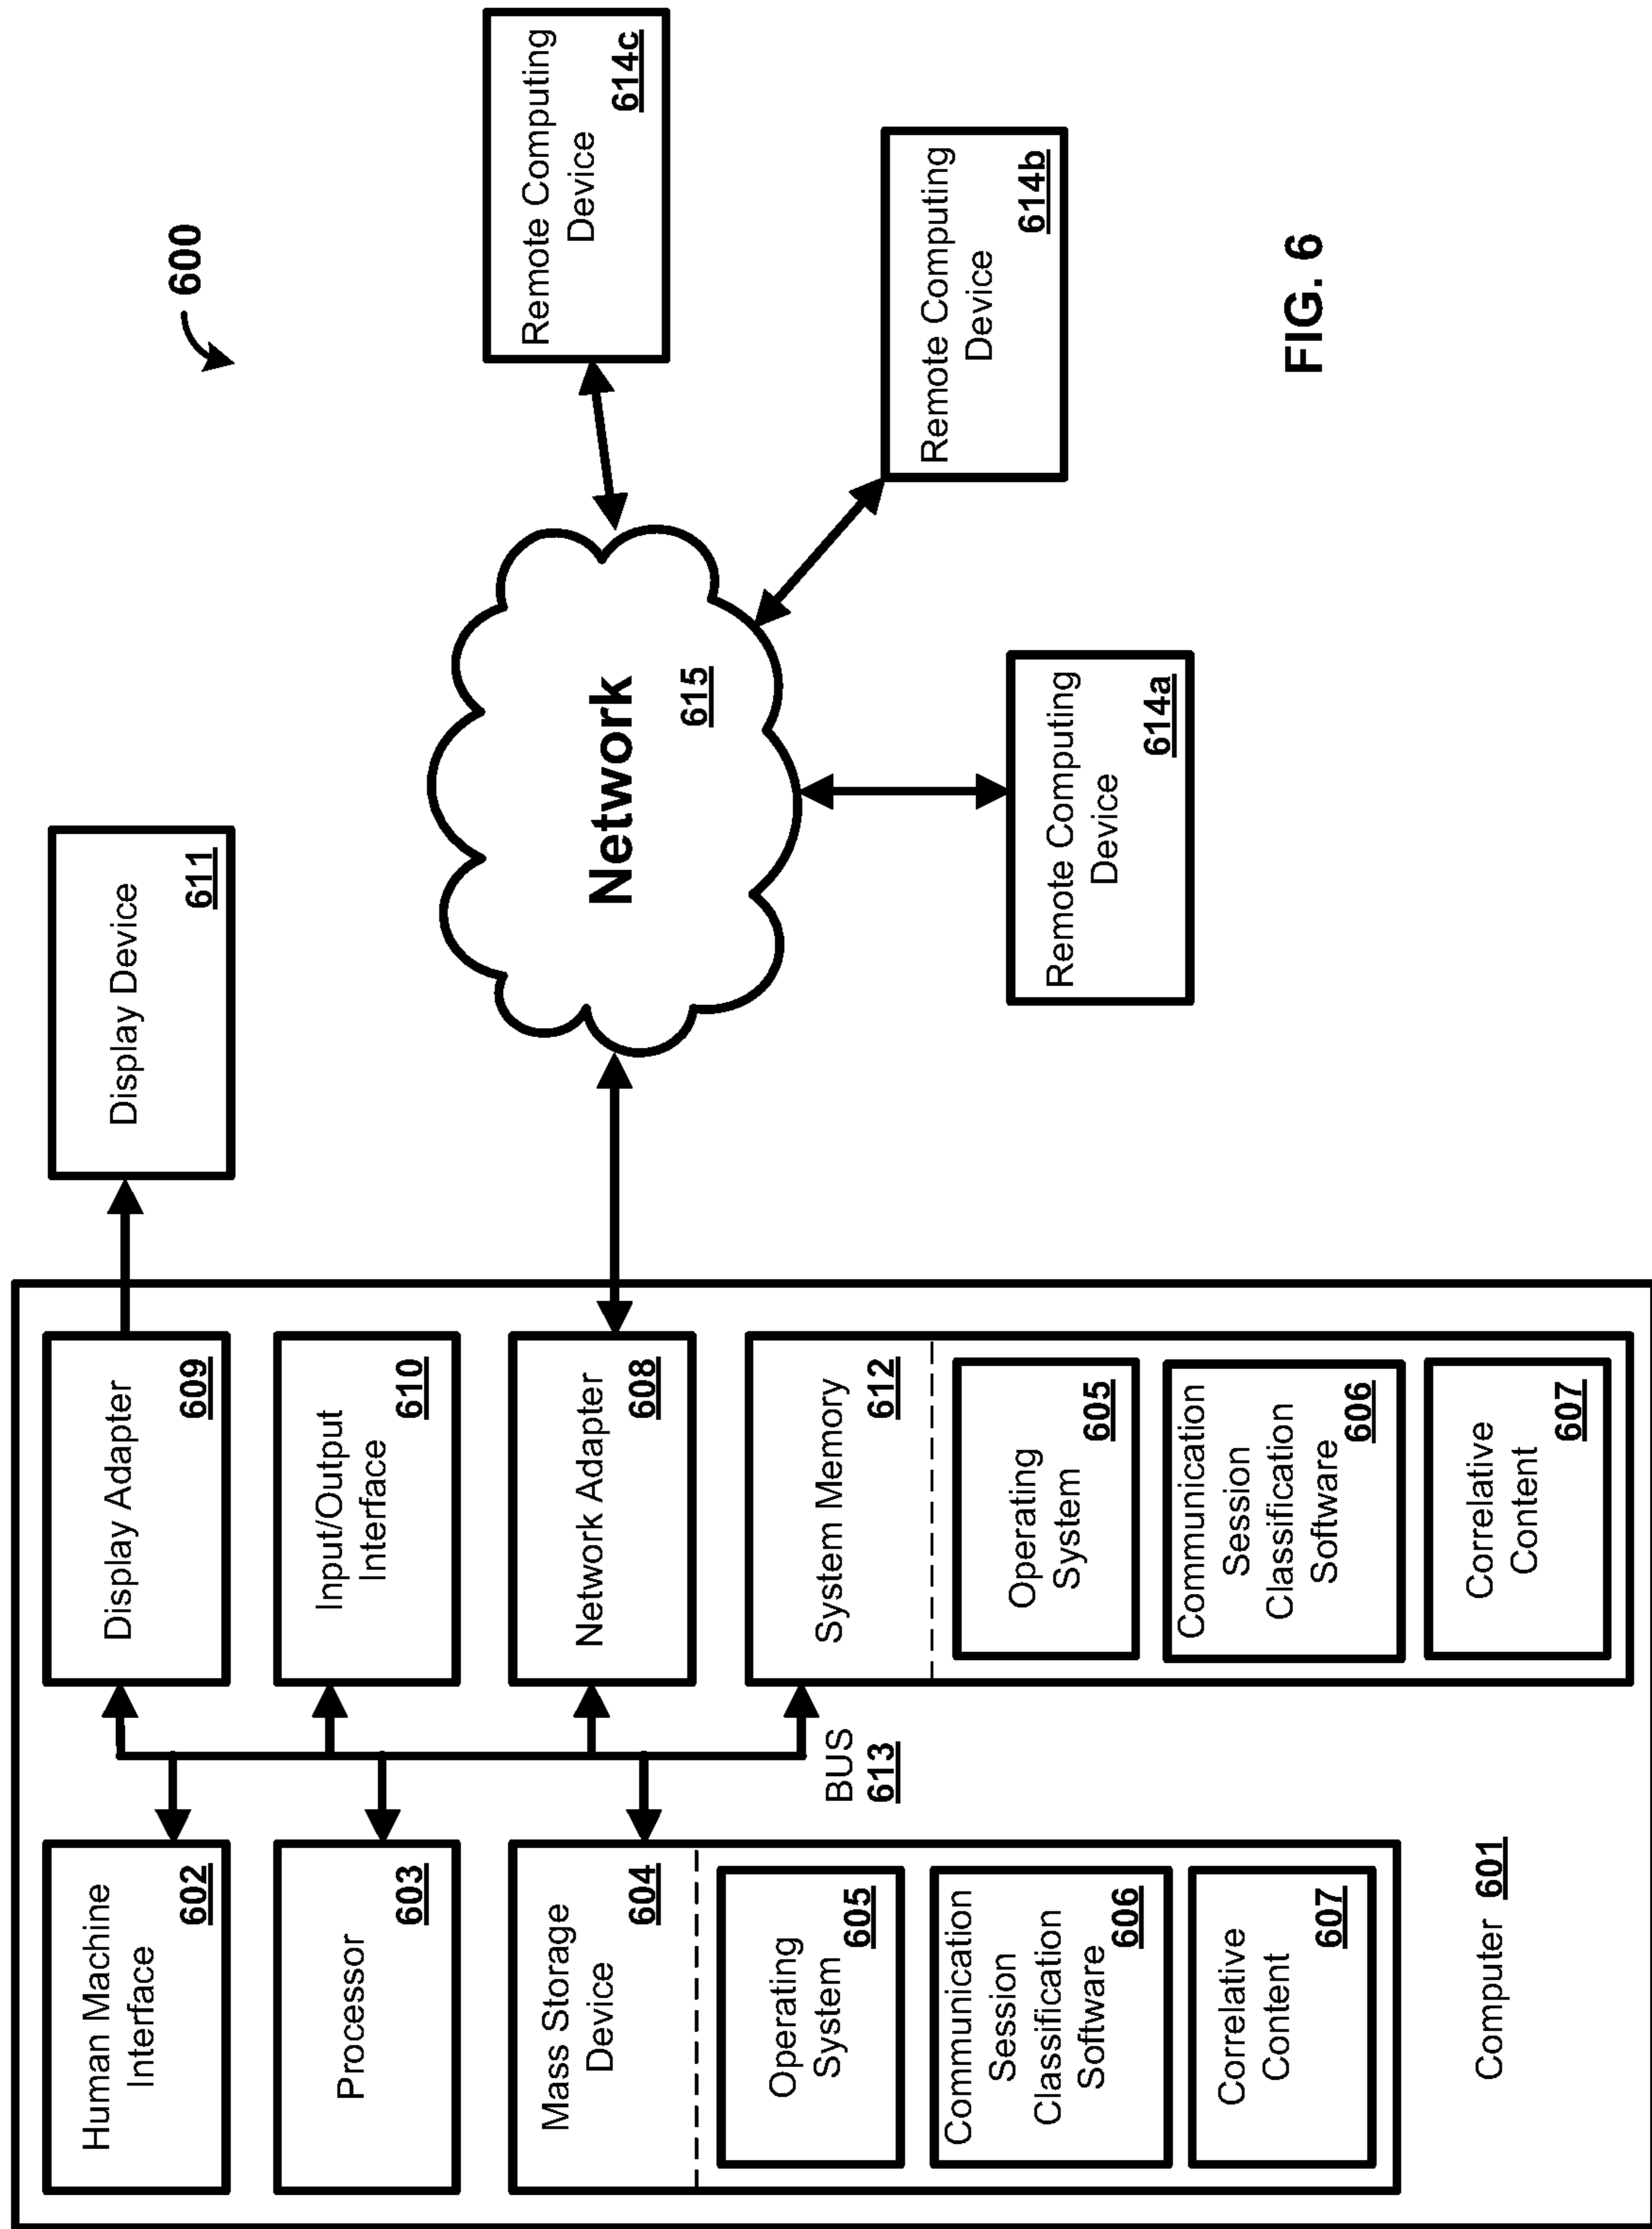 600
Human Machine
Interface
602
Processor
603
Mass Storage
Device
604
Operating
System
605
Communication
Session
Classification
Software
606
Correlative
Content
607
Computer 601
BUS
613
Display Adapter
609
Input/Output
Interface
610
Network Adapter
608
System Memory
612
Operating
System
605
Communication
Session
Classification
Software
606
Correlative
Content
607
Display Device
611
Network
615
Remote Computing
Device
614a
Remote Computing
Device
614b
Remote Computing
Device
614c
FIG. 6